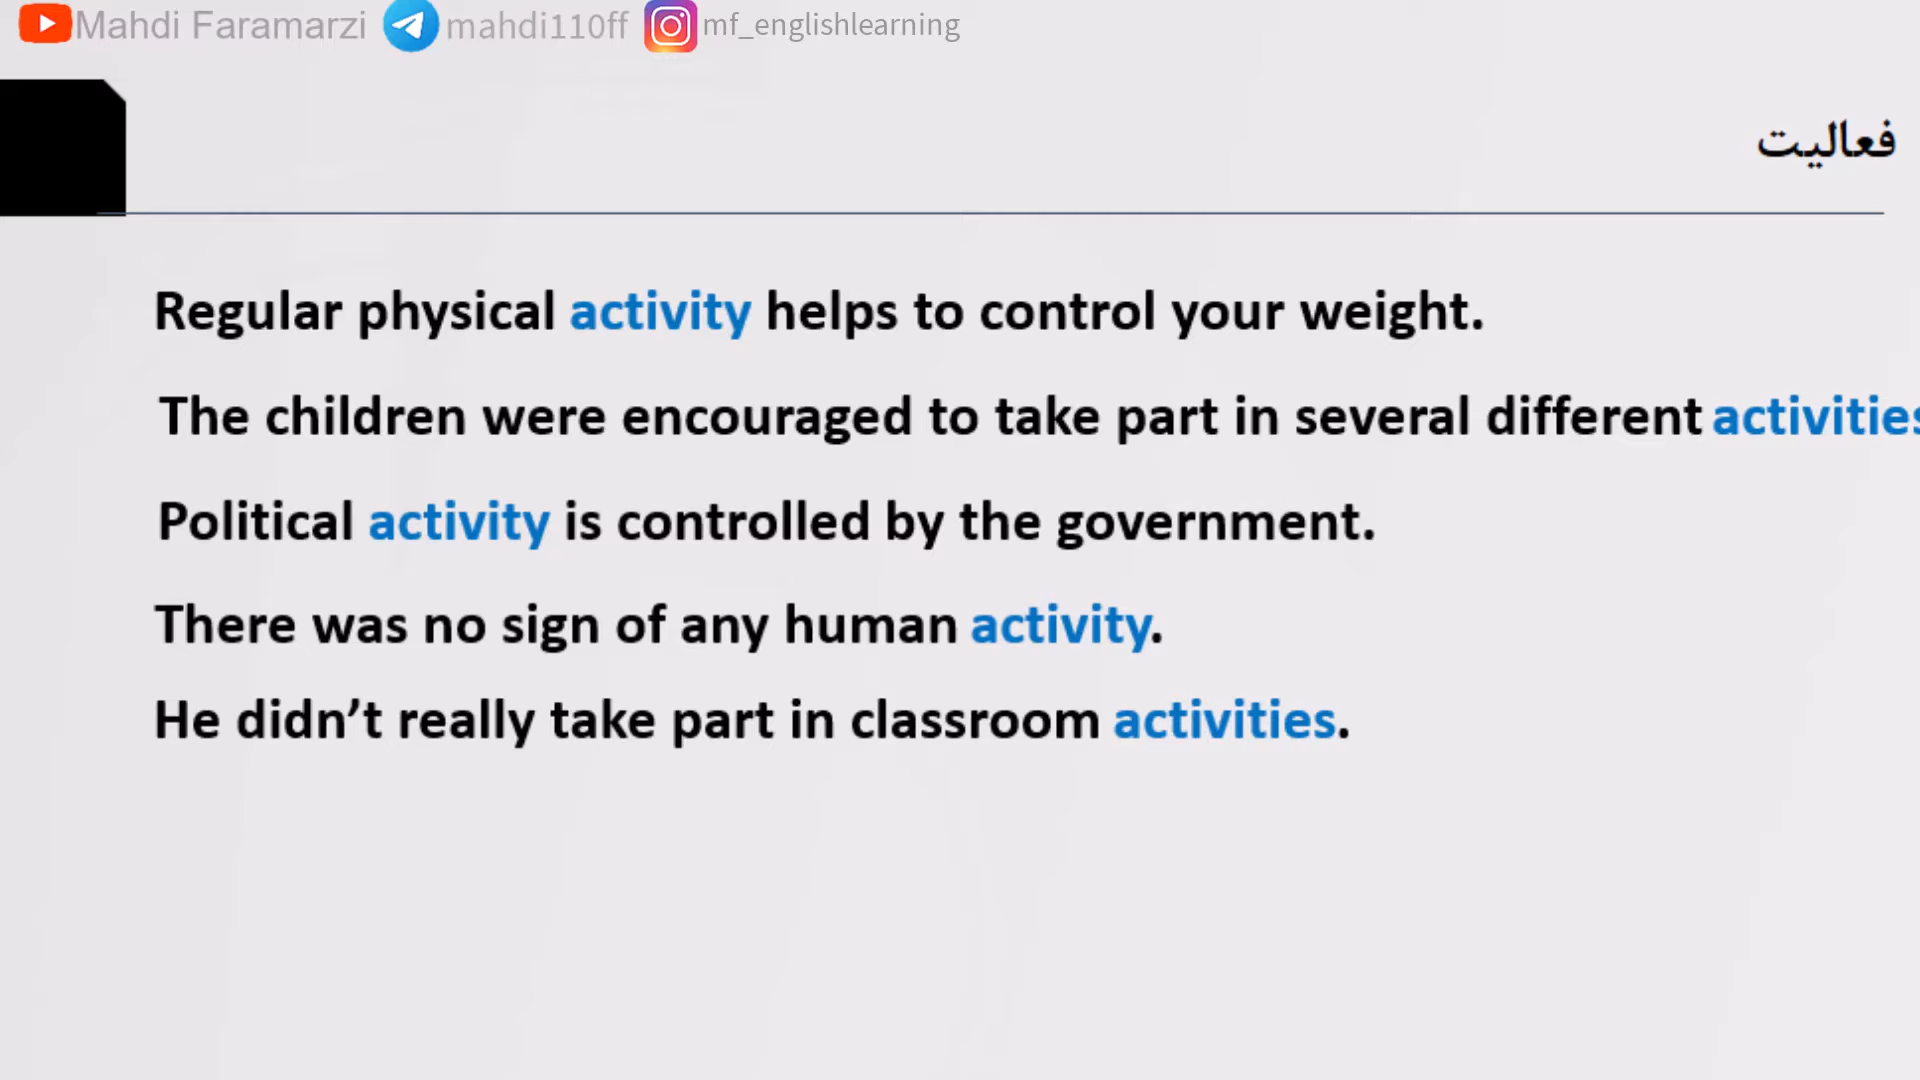 Mahdi Faramarzi mahdi110ff mf_englishlearning
فعالیت
Regular physical activity helps to control your weight.
The children were encouraged to take part in several different activities
Political activity is controlled by the government.
There was no sign of any human activity.
He didn’t really take part in classroom activities.